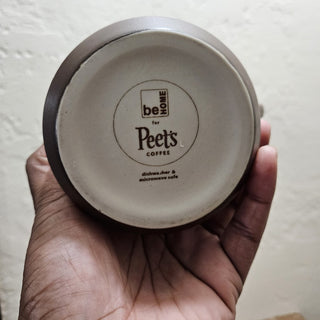 be HOME
for
Peet's
COFFEE
dishwasher &
microwave safe